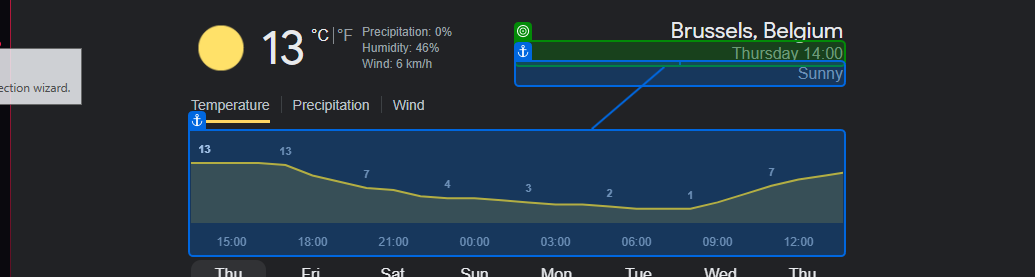 13 °C|°F
Precipitation: 0%
Humidity: 46%
Wind: 6 km/h
Brussels, Belgium
Thursday 14:00
Sunny
ection wizard.
Temperature | Precipitation | Wind
13 13 7 4 3 2 1 7
15:00 18:00 21:00 00:00 03:00 06:00 09:00 12:00
Thu Fri Sat Sun Mon Tue Wed Thu